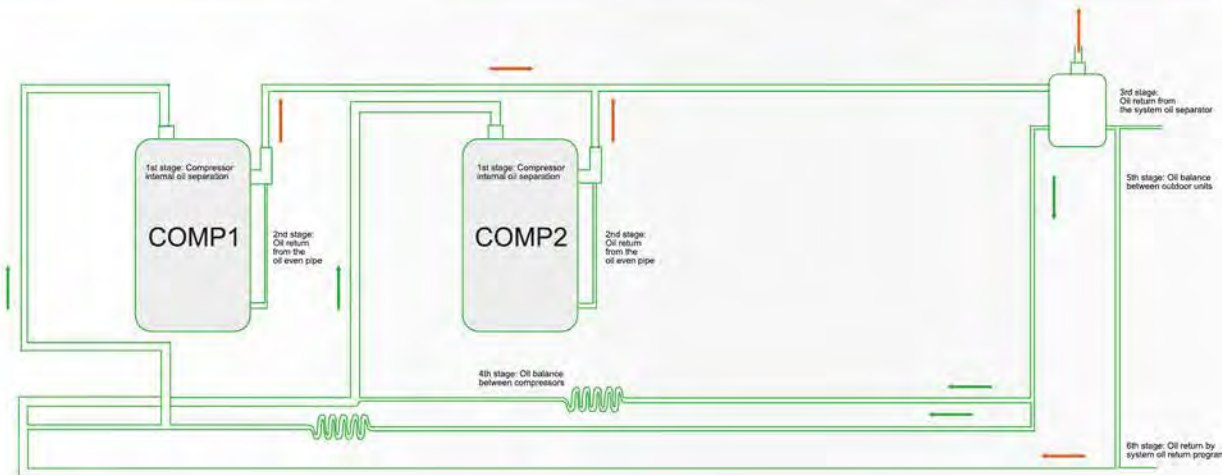 1st stage: Compressor
internal oil separation
COMP1
2nd stage:
Oil return
from the
oil even pipe
1st stage: Compressor
internal oil separation
COMP2
2nd stage:
Oil return
from the
oil even pipe
3rd stage:
Oil return from
the system oil separator
5th stage: Oil balance
between outdoor units
4th stage: Oil balance
between compressors
6th stage: Oil return by
system oil return program